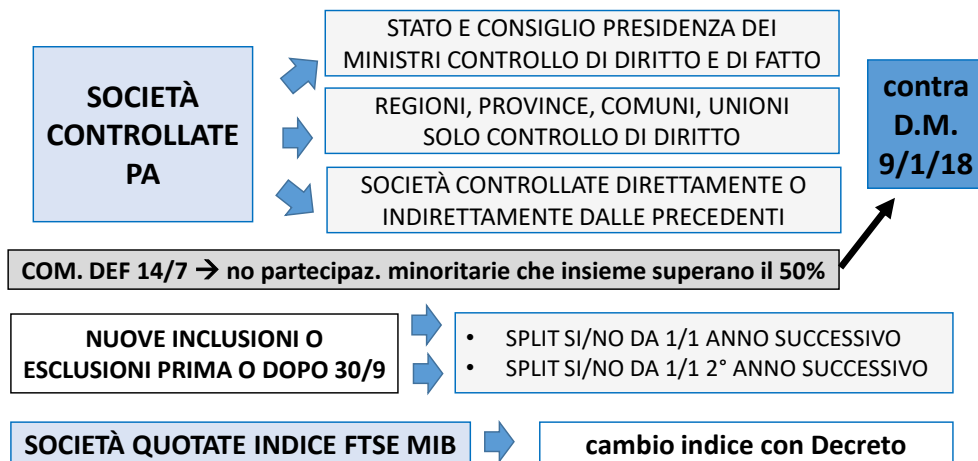 SOCIETÀ
CONTROLLATE
PA
STATO E CONSIGLIO PRESIDENZA DEI
MINISTRI CONTROLLO DI DIRITTO E DI FATTO
REGIONI, PROVINCE, COMUNI, UNIONI
SOLO CONTROLLO DI DIRITTO
SOCIETÀ CONTROLLATE DIRETTAMENTE O
INDIRETTAMENTE DALLE PRECEDENTI
contra
D.M.
9/1/18
COM. DEF 14/7 → no partecipaz. minoritarie che insieme superano il 50%
NUOVE INCLUSIONI O
ESCLUSIONI PRIMA O DOPO 30/9
• SPLIT SI/NO DA 1/1 ANNO SUCCESSIVO
• SPLIT SI/NO DA 1/1 2° ANNO SUCCESSIVO
SOCIETÀ QUOTATE INDICE FTSE MIB
cambio indice con Decreto